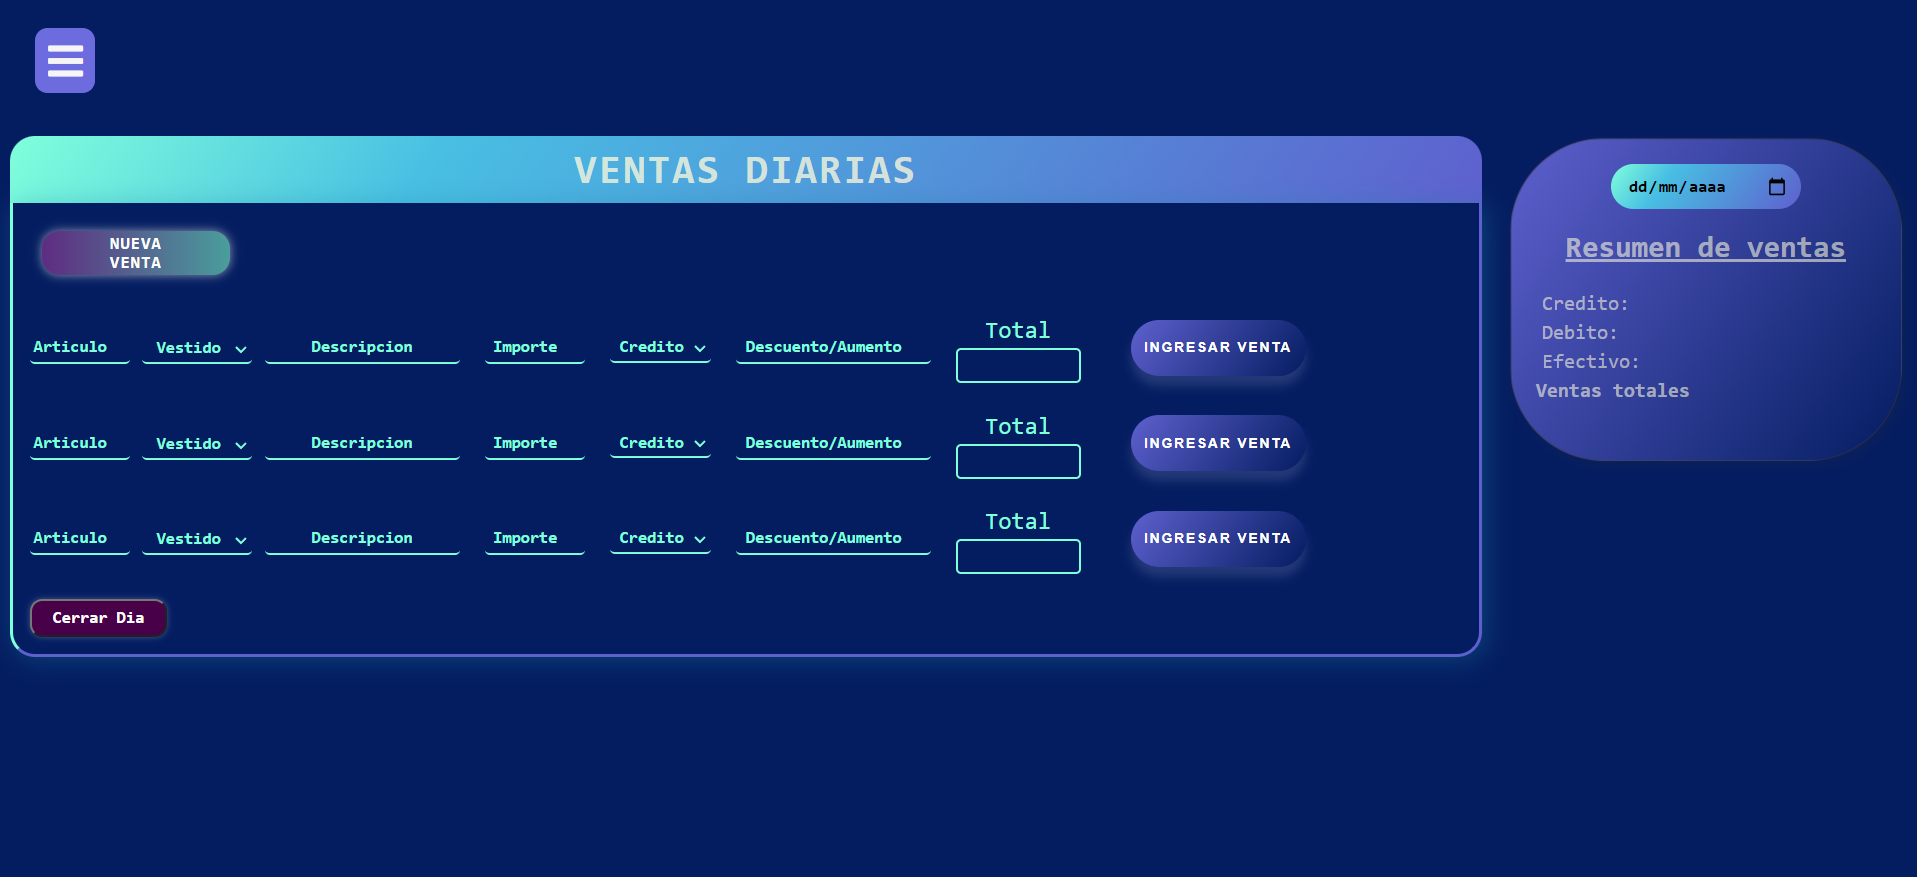 VENTAS DIARIAS
NUEVA
VENTA
Articulo Vestido Descripcion Importe Credito Descuento/Aumento Total INGRESAR VENTA
Articulo Vestido Descripcion Importe Credito Descuento/Aumento Total INGRESAR VENTA
Articulo Vestido Descripcion Importe Credito Descuento/Aumento Total INGRESAR VENTA
Cerrar Dia
dd/mm/aaaa
Resumen de ventas
Credito:
Debito:
Efectivo:
Ventas totales